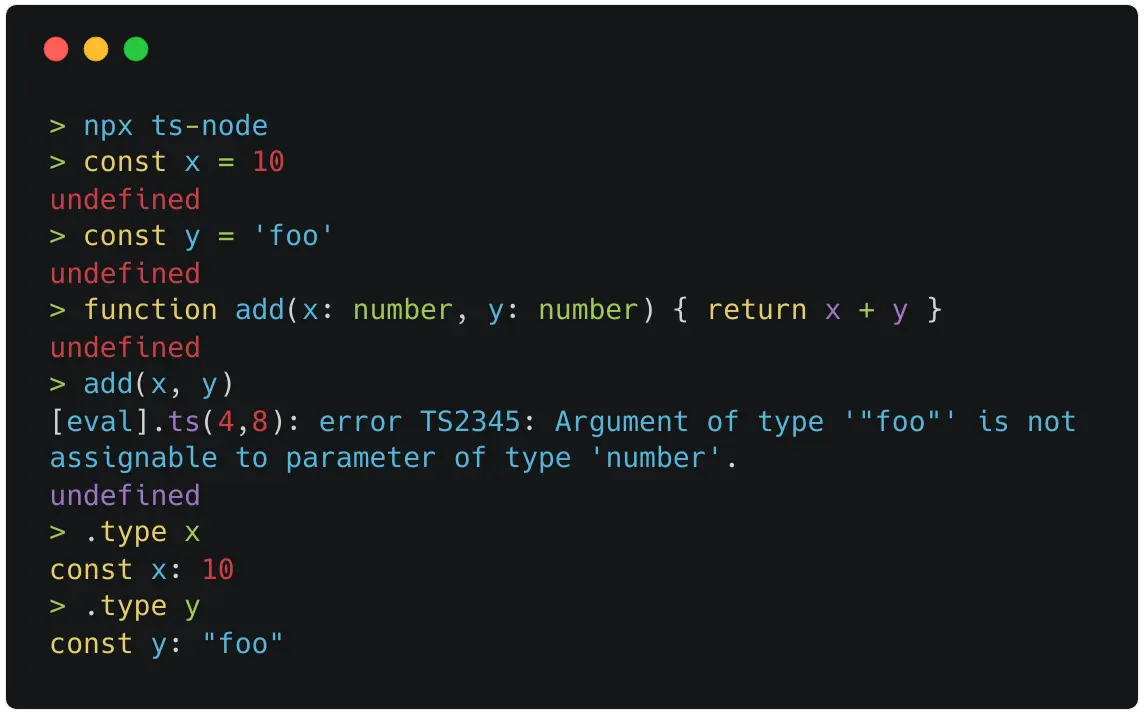 > npx ts-node
> const x = 10
undefined
> const y = 'foo'
undefined
> function add(x: number, y: number) { return x + y }
undefined
> add(x, y)
[eval].ts(4,8): error TS2345: Argument of type '"foo"' is not
assignable to parameter of type 'number'.
undefined
> .type x
const x: 10
> .type y
const y: "foo"